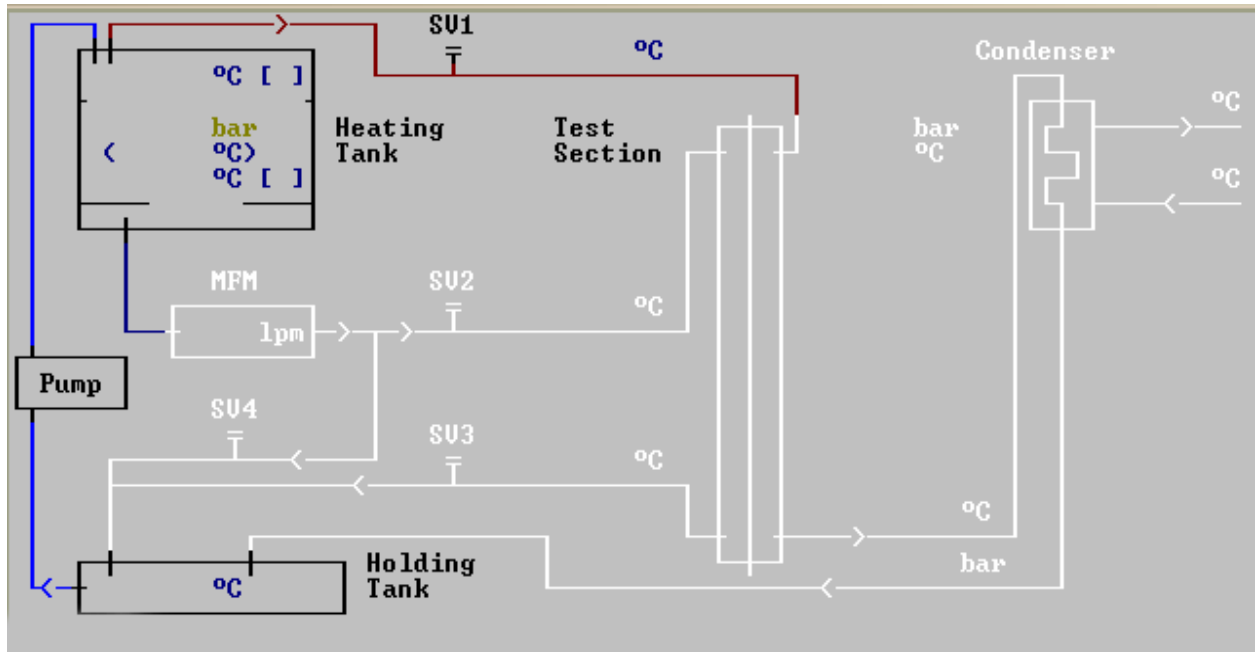 SV1
ºC
Condenser
ºC [ ]
ºC
bar
Heating
Tank
Test
Section
bar
ºC
< ºC>
ºC [ ]
ºC
MFM
SV2
ºC
lpm
Pump
SV4
SV3
ºC
ºC
Holding
Tank
bar
ºC